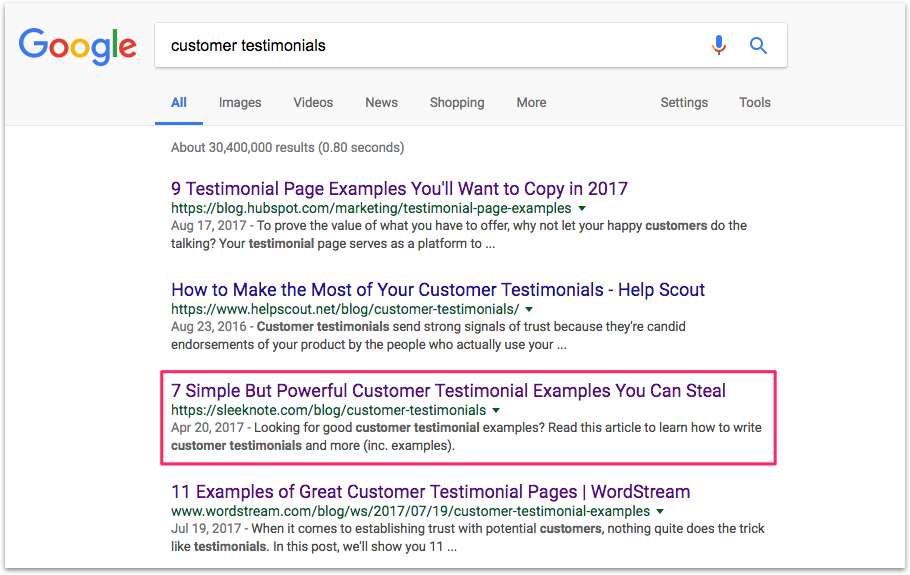 Google
customer testimonials
All Images Videos News Shopping More Settings Tools
About 30,400,000 results (0.80 seconds)
9 Testimonial Page Examples You'll Want to Copy in 2017
https://blog.hubspot.com/marketing/testimonial-page-examples
Aug 17, 2017 - To prove the value of what you have to offer, why not let your happy customers do the
talking? Your testimonial page serves as a platform to ...
How to Make the Most of Your Customer Testimonials - Help Scout
https://www.helpscout.net/blog/customer-testimonials/
Aug 23, 2016 - Customer testimonials send strong signals of trust because they're candid
endorsements of your product by the people who actually use your ...
7 Simple But Powerful Customer Testimonial Examples You Can Steal
https://sleeknote.com/blog/customer-testimonials
Apr 20, 2017 - Looking for good customer testimonial examples? Read this article to learn how to write
customer testimonials and more (inc. examples).
11 Examples of Great Customer Testimonial Pages | WordStream
www.wordstream.com/blog/ws/2017/07/19/customer-testimonial-examples
Jul 19, 2017 - When it comes to establishing trust with potential customers, nothing quite does the trick
like testimonials. In this post, we'll show you 11 ...